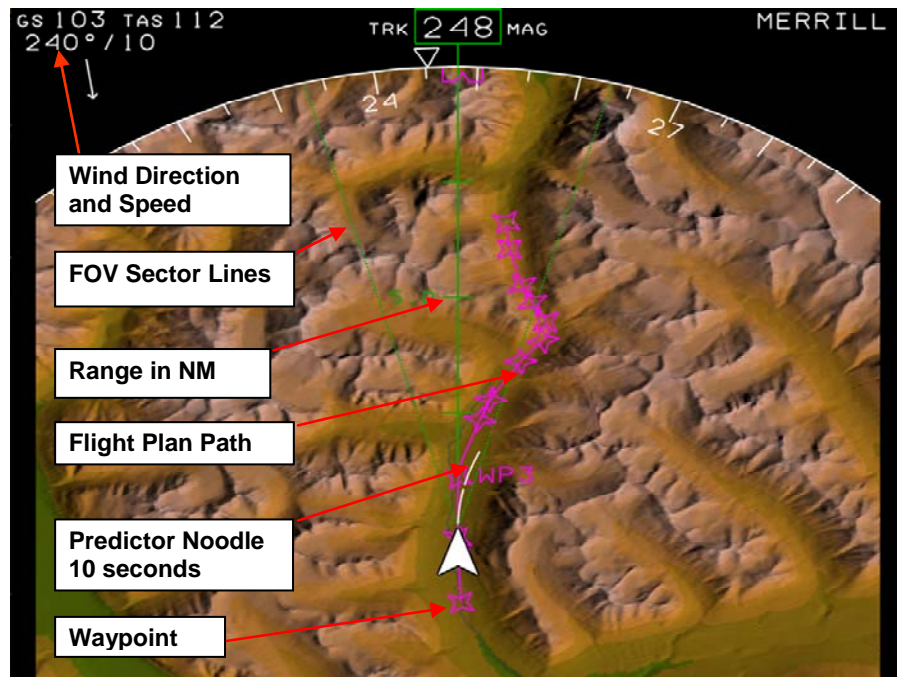 GS 103 TAS 112
TRK 248 MAG
MERRILL
240°/10
24
27
Wind Direction
and Speed
FOV Sector Lines
Range in NM
Flight Plan Path
WP3
Predictor Noodle
10 seconds
Waypoint